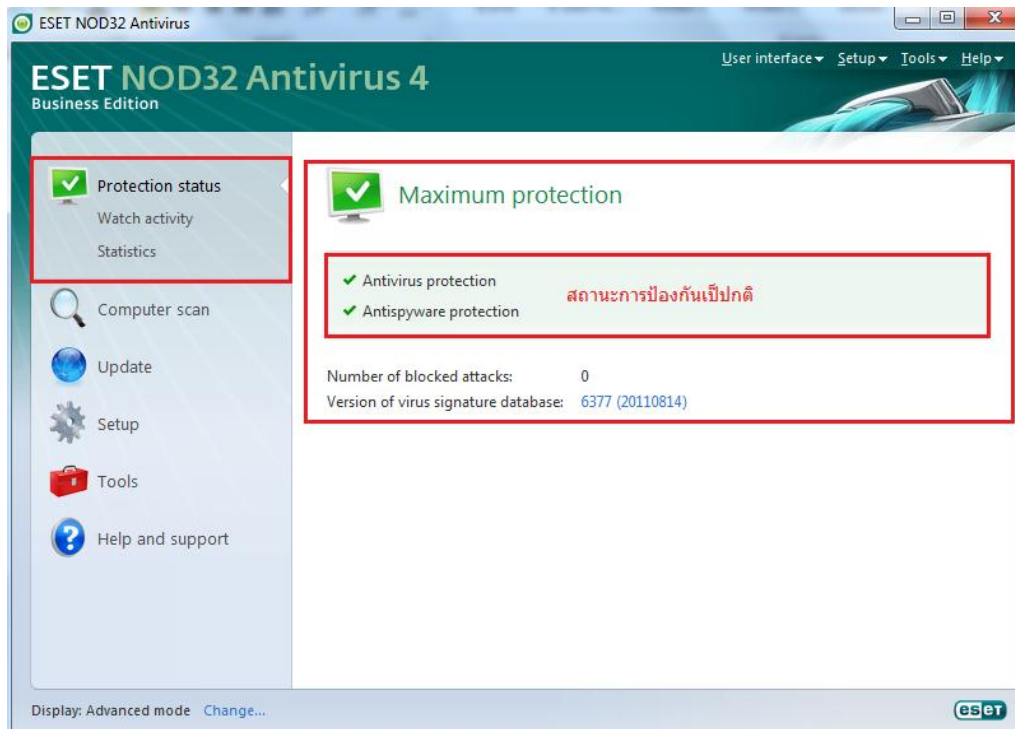 ESET NOD32 Antivirus
User interface Setup Tools Help
ESET NOD32 Antivirus 4
Business Edition
Protection status
Watch activity
Statistics
Computer scan
Update
Setup
Tools
Help and support
Maximum protection
Antivirus protection
Antispyware protection
สถานะการป้องกันเป็ปกติ
Number of blocked attacks: 0
Version of virus signature database: 6377 (20110814)
Display: Advanced mode Change...
eset